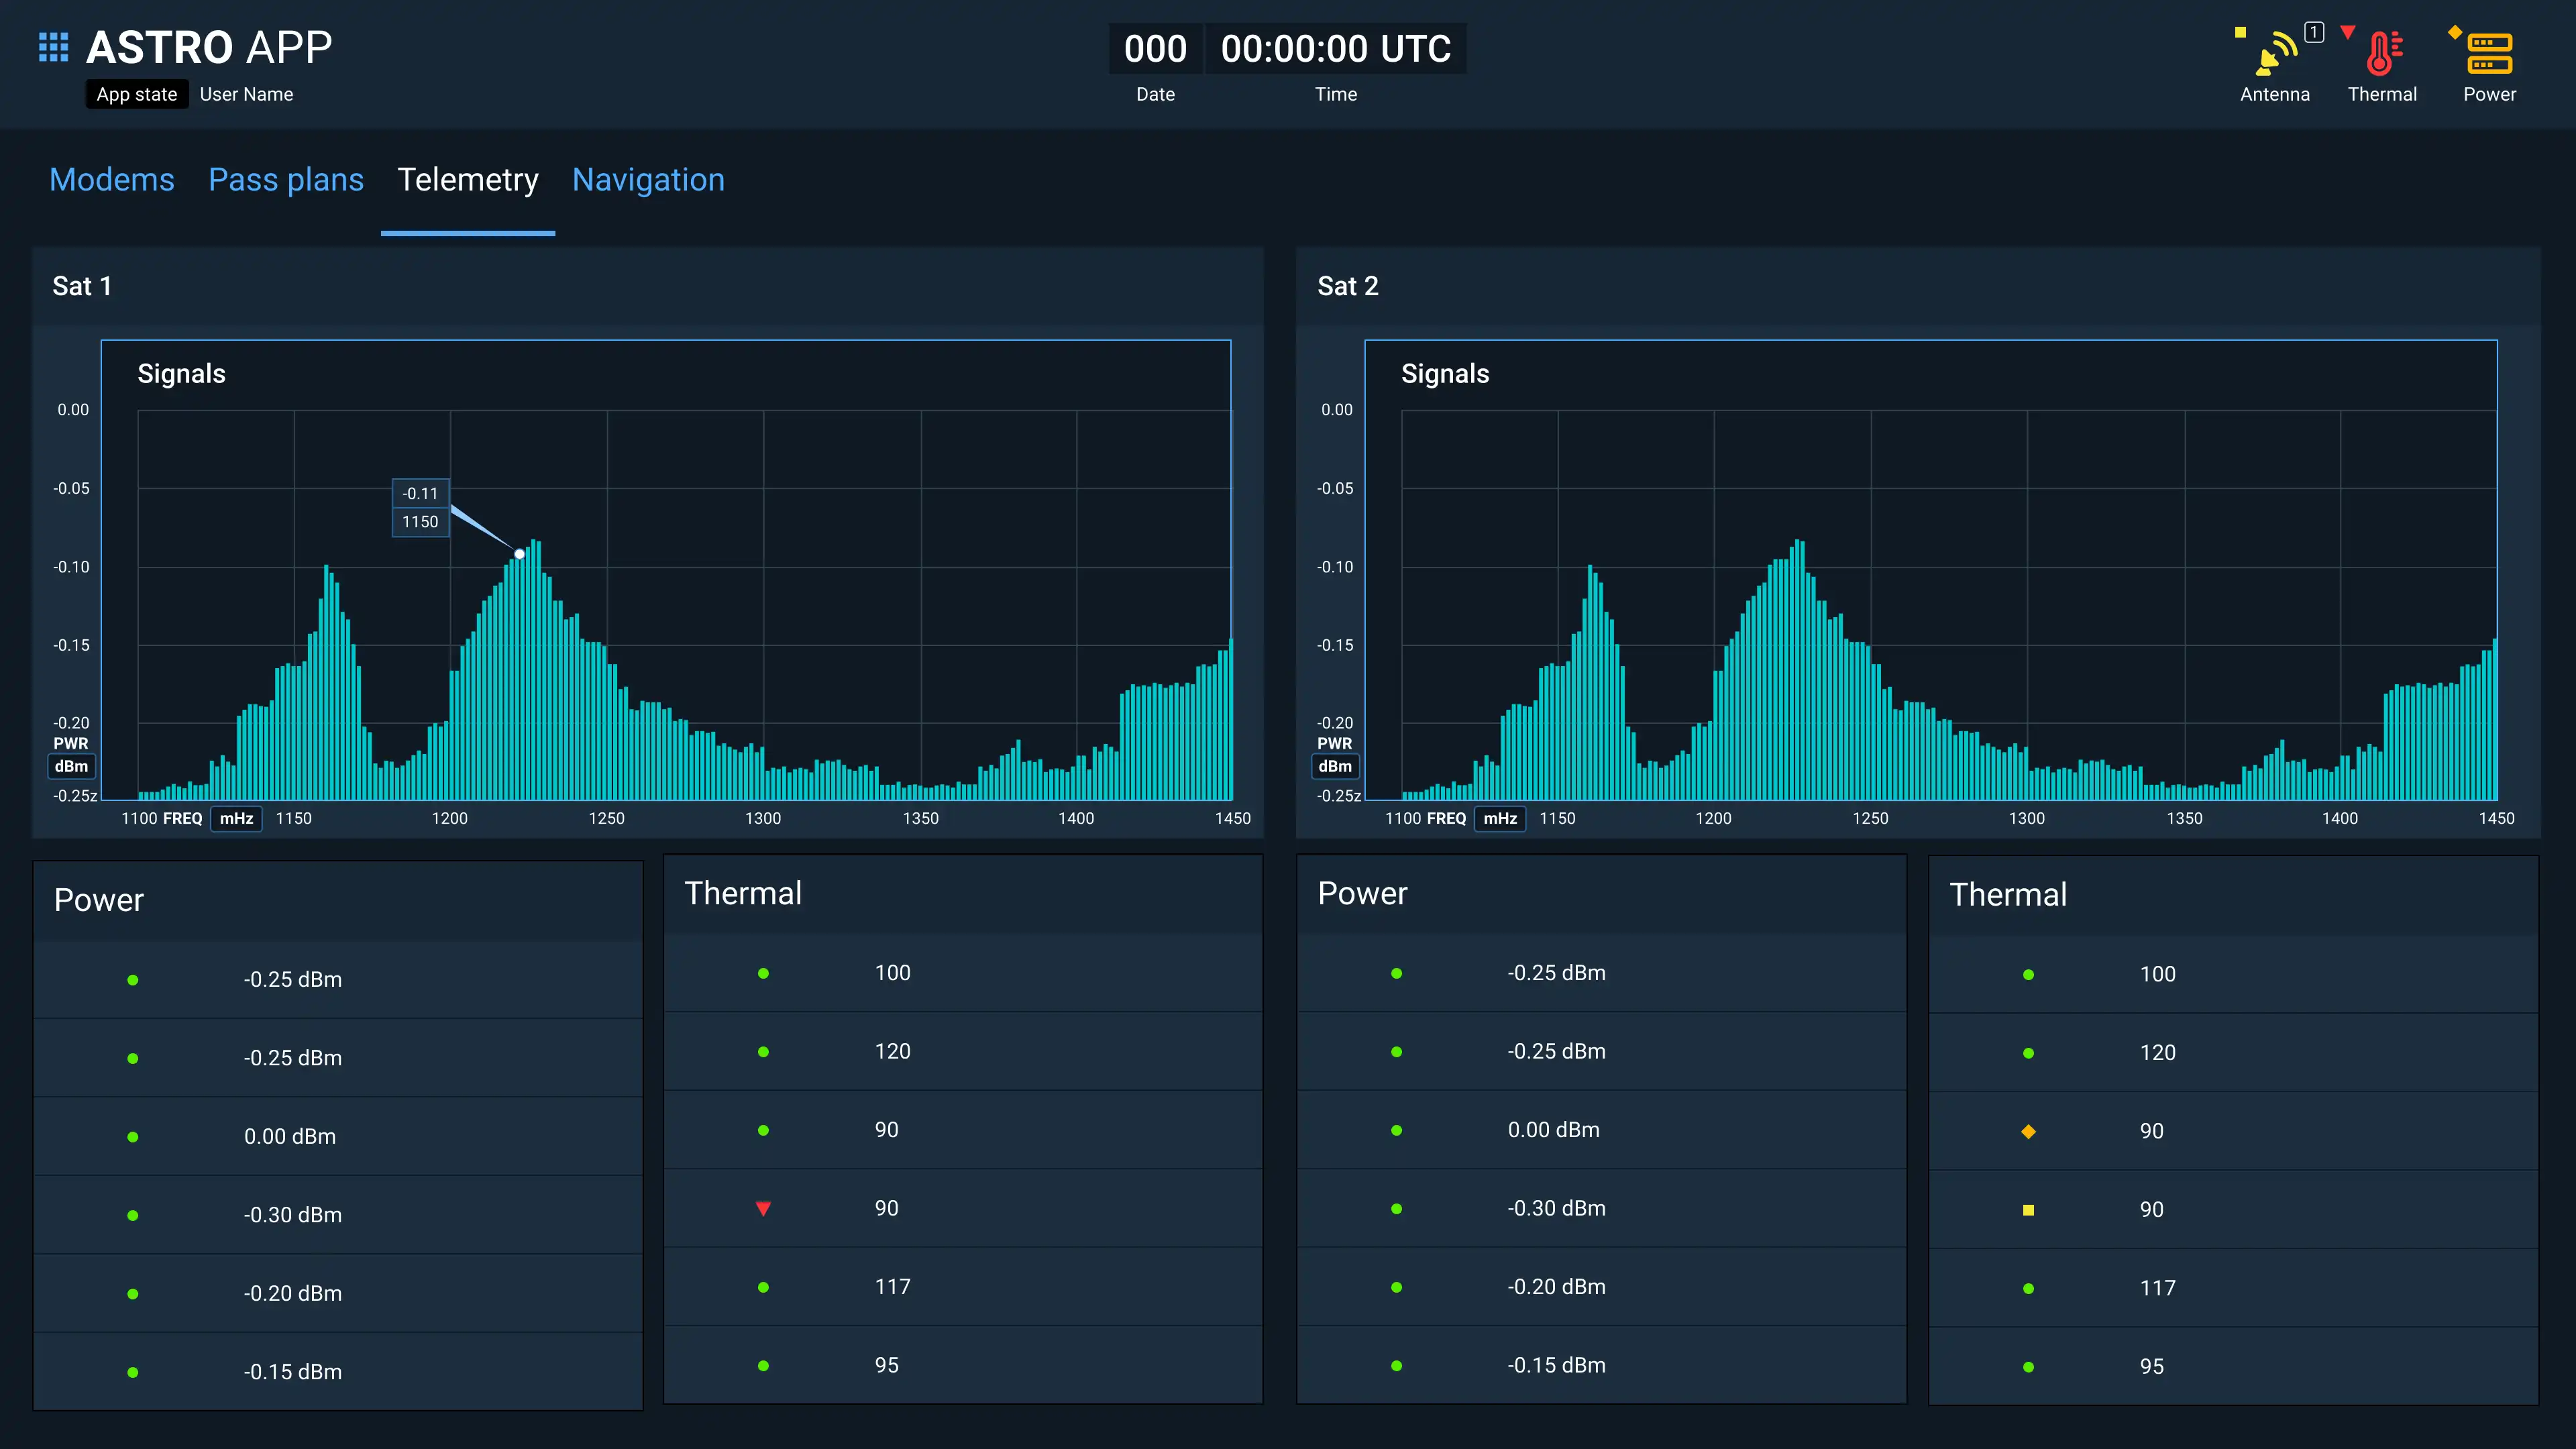 ASTRO APP
App state User Name
000 00:00:00 UTC
Date Time
1
Antenna Thermal Power
Modems Pass plans Telemetry Navigation
Sat 1
Signals
0.00
-0.05
-0.11
1150
-0.10
-0.15
-0.20
PWR
dBm
-0.25z
1100 FREQ mHz 1150 1200 1250 1300 1350 1400 1450
Sat 2
Signals
0.00
-0.05
-0.10
-0.15
-0.20
PWR
dBm
-0.25z
1100 FREQ mHz 1150 1200 1250 1300 1350 1400 1450
Power
-0.25 dBm
-0.25 dBm
0.00 dBm
-0.30 dBm
-0.20 dBm
-0.15 dBm
Thermal
100
120
90
90
117
95
Power
-0.25 dBm
-0.25 dBm
0.00 dBm
-0.30 dBm
-0.20 dBm
-0.15 dBm
Thermal
100
120
90
90
117
95